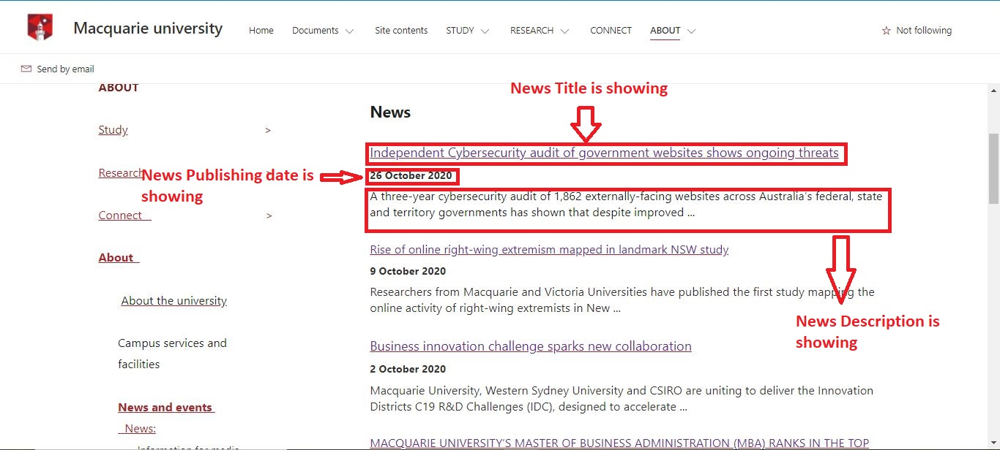 Macquarie university
Home Documents Site contents STUDY RESEARCH CONNECT ABOUT Not following
Send by email
ABOUT
Study >
Research >
Connect >
About
About the university
Campus services and
facilities
News and events
News:
Information for media
News Title is showing
News
Independent Cybersecurity audit of government websites shows ongoing threats
News Publishing date is
showing
26 October 2020
A three-year cybersecurity audit of 1,862 externally-facing websites across Australia's federal, state
and territory governments has shown that despite improved ...
Rise of online right-wing extremism mapped in landmark NSW study
9 October 2020
Researchers from Macquarie and Victoria Universities have published the first study mapping the
online activity of right-wing extremists in New ...
News Description is
showing
Business innovation challenge sparks new collaboration
2 October 2020
Macquarie University, Western Sydney University and CSIRO are uniting to deliver the Innovation
Districts C19 R&D Challenges (IDC), designed to accelerate ...
MACQUARIE UNIVERSITY'S MASTER OF BUSINESS ADMINISTRATION (MBA) RANKS IN THE TOP